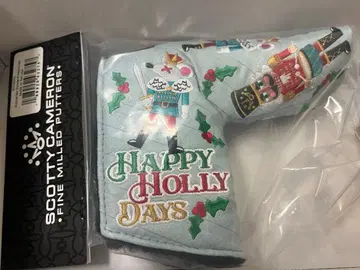 SCOTTY CAMERON
• FINE MILLED PUTTERS •
HAPPY
HOLLY
DAYS